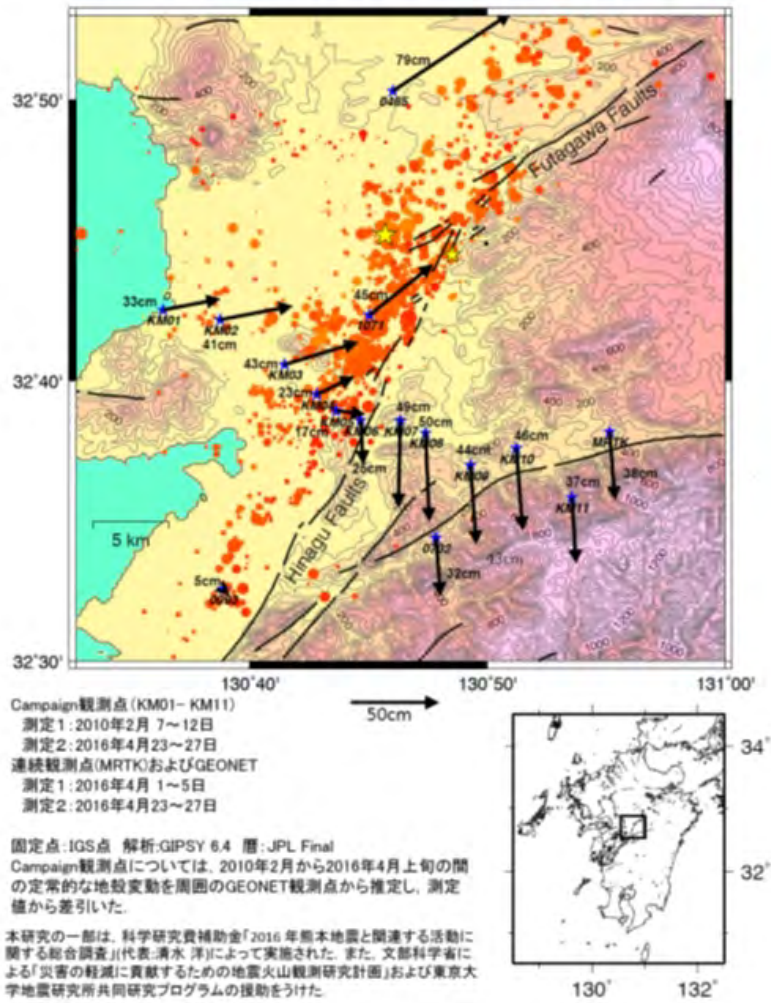 79cm
0465
32°50'
Futagawa Faults
33cm
KM01
KM02
41cm
45cm
1071
43cm
KM03
32°40'
23cm
KM04
KM05
17cm
KM06
25cm
49cm
KM07
50cm
KM08
44cm
KM09
46cm
KM10
MRTK
38cm
37cm
KM11
0702
32cm
13cm
Hinagu Faults
5 km
5cm
32°30'
130°40' 130°50' 131°00'
50cm
Campaign観測点(KM01- KM11)
測定1:2010年2月 7~12日
測定2:2016年4月23~27日
連続観測点(MRTK)およびGEONET
測定1:2016年4月 1~5日
測定2:2016年4月23~27日
固定点:IGS点 解析:GIPSY 6.4 暦:JPL Final
Campaign観測点については、2010年2月から2016年4月上旬の間
の定常的な地殻変動を周囲のGEONET観測点から推定し、測定
値から差引いた.
本研究の一部は、科学研究費補助金「2016 年熊本地震と関連する活動に
関する総合調査」(代表:清水 洋)によって実施された. また、文部科学省に
よる「災害の軽減に貢献するための地震火山観測研究計画」および東京大
学地震研究所共同研究プログラムの援助をうけた
34°
32°
130° 132°